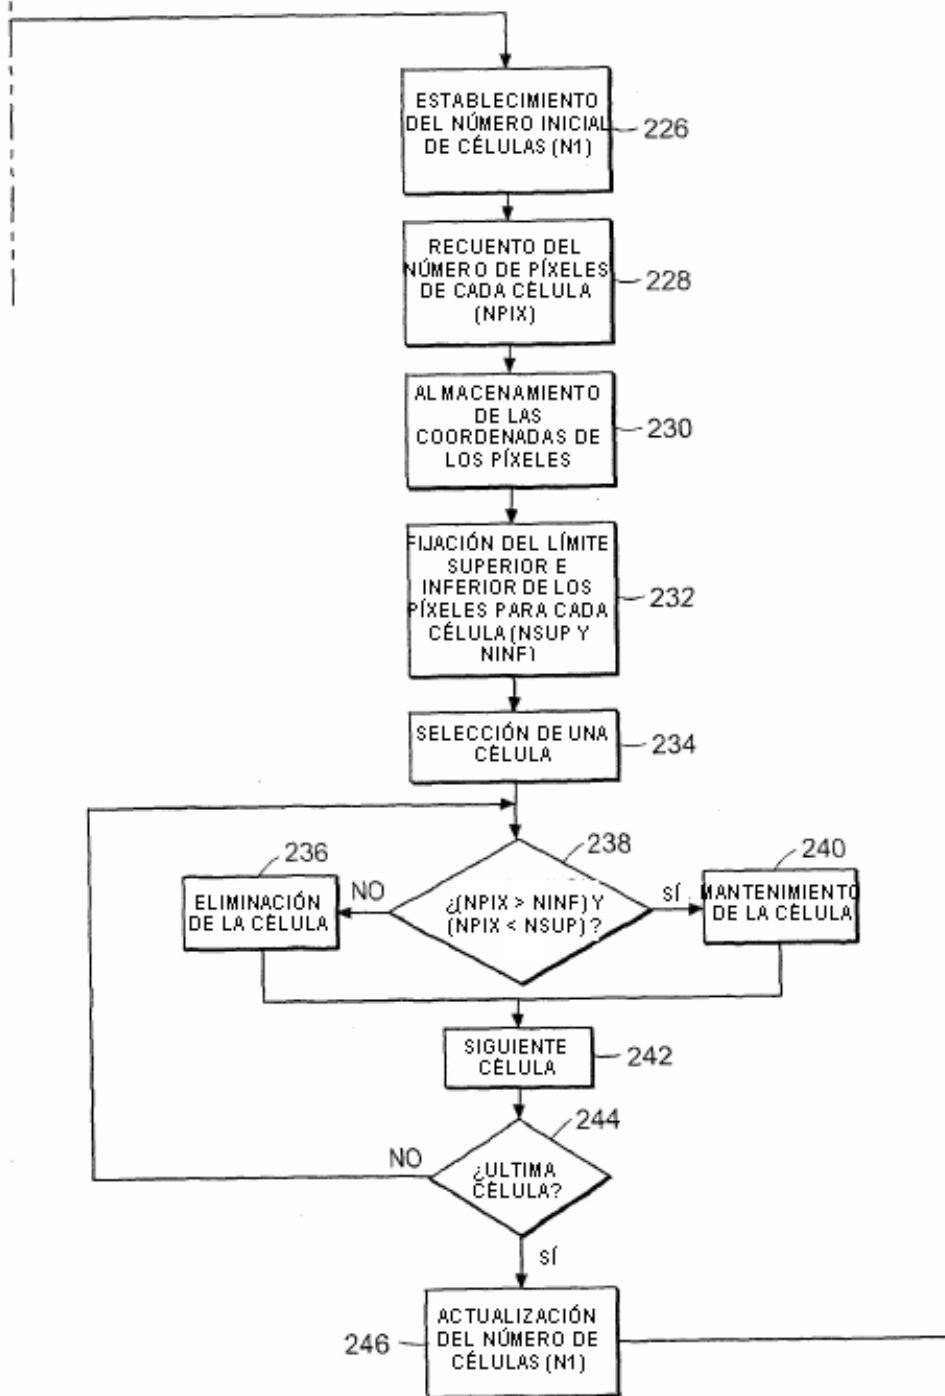 ESTABLECIMIENTO
DEL NÚMERO INICIAL
DE CÉLULAS (N1)
226
RECUENTO DEL
NÚMERO DE PÍXELES
DE CADA CÉLULA
(NPIX)
228
ALMACENAMIENTO
DE LAS
COORDENADAS DE
LOS PÍXELES
230
FIJACIÓN DEL LÍMITE
SUPERIOR E
INFERIOR DE LOS
PÍXELES PARA CADA
CÉLULA (NSUP Y
NINF)
232
SELECCIÓN DE UNA
CÉLULA
234
236
238
240
ELIMINACIÓN
DE LA CÉLULA
NO
¿(NPIX > NINF) Y
(NPIX < NSUP) ?
SÍ
MANTENIMIENTO
DE LA CÉLULA
SIGUIENTE
CÉLULA
242
244
NO
¿ULTIMA
CÉLULA?
SÍ
ACTUALIZACIÓN
DEL NÚMERO DE
CÉLULAS (N1)
246